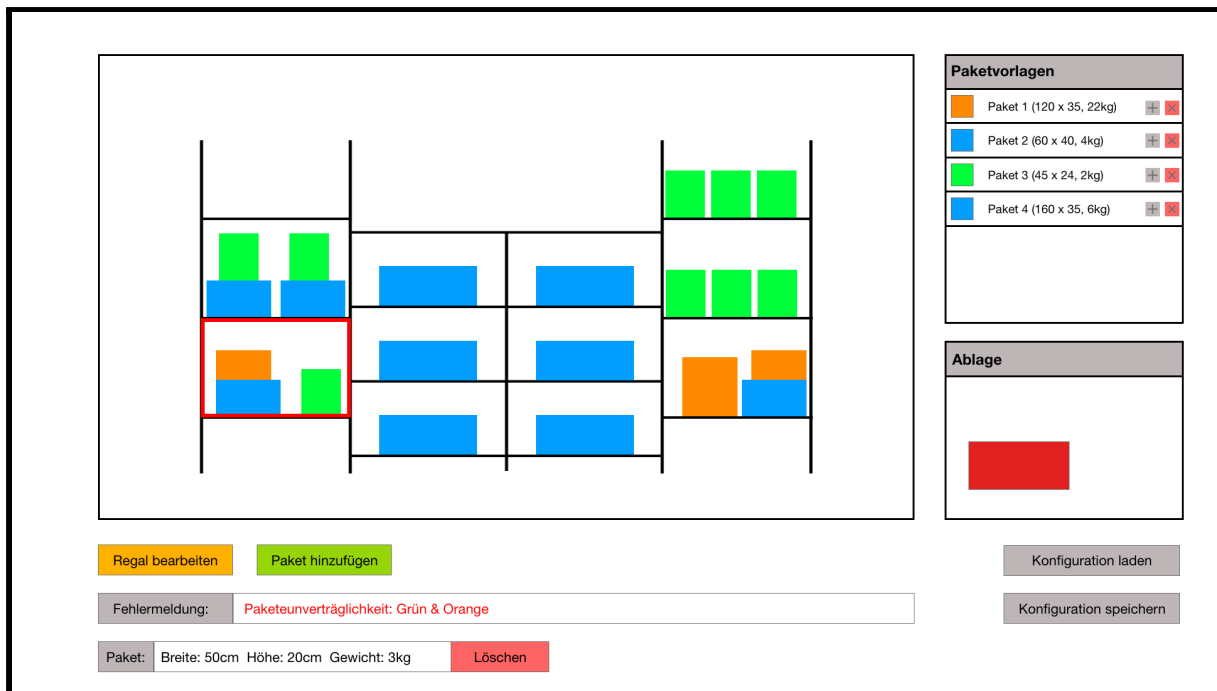 Paketvorlagen
Paket 1 (120 x 35, 22kg)
Paket 2 (60 x 40, 4kg)
Paket 3 (45 x 24, 2kg)
Paket 4 (160 x 35, 6kg)
Ablage
Regal bearbeiten
Paket hinzufügen
Konfiguration laden
Fehlermeldung:
Paketeunverträglichkeit: Grün & Orange
Konfiguration speichern
Paket:
Breite: 50cm Höhe: 20cm Gewicht: 3kg
Löschen